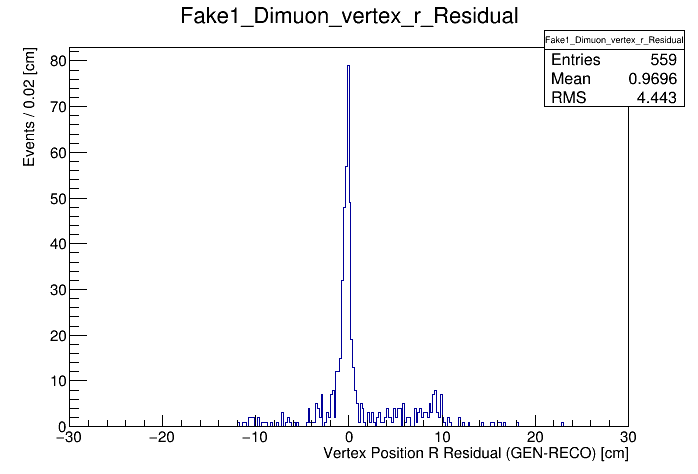 Fake1_Dimuon_vertex_r_Residual
Fake1_Dimuon_vertex_r_Residual
Entries 559
Mean 0.9696
RMS 4.443
Events / 0.02 [cm]
80
70
60
50
40
30
20
10
0
−30 −20 −10 0 10 20 30
Vertex Position R Residual (GEN-RECO) [cm]